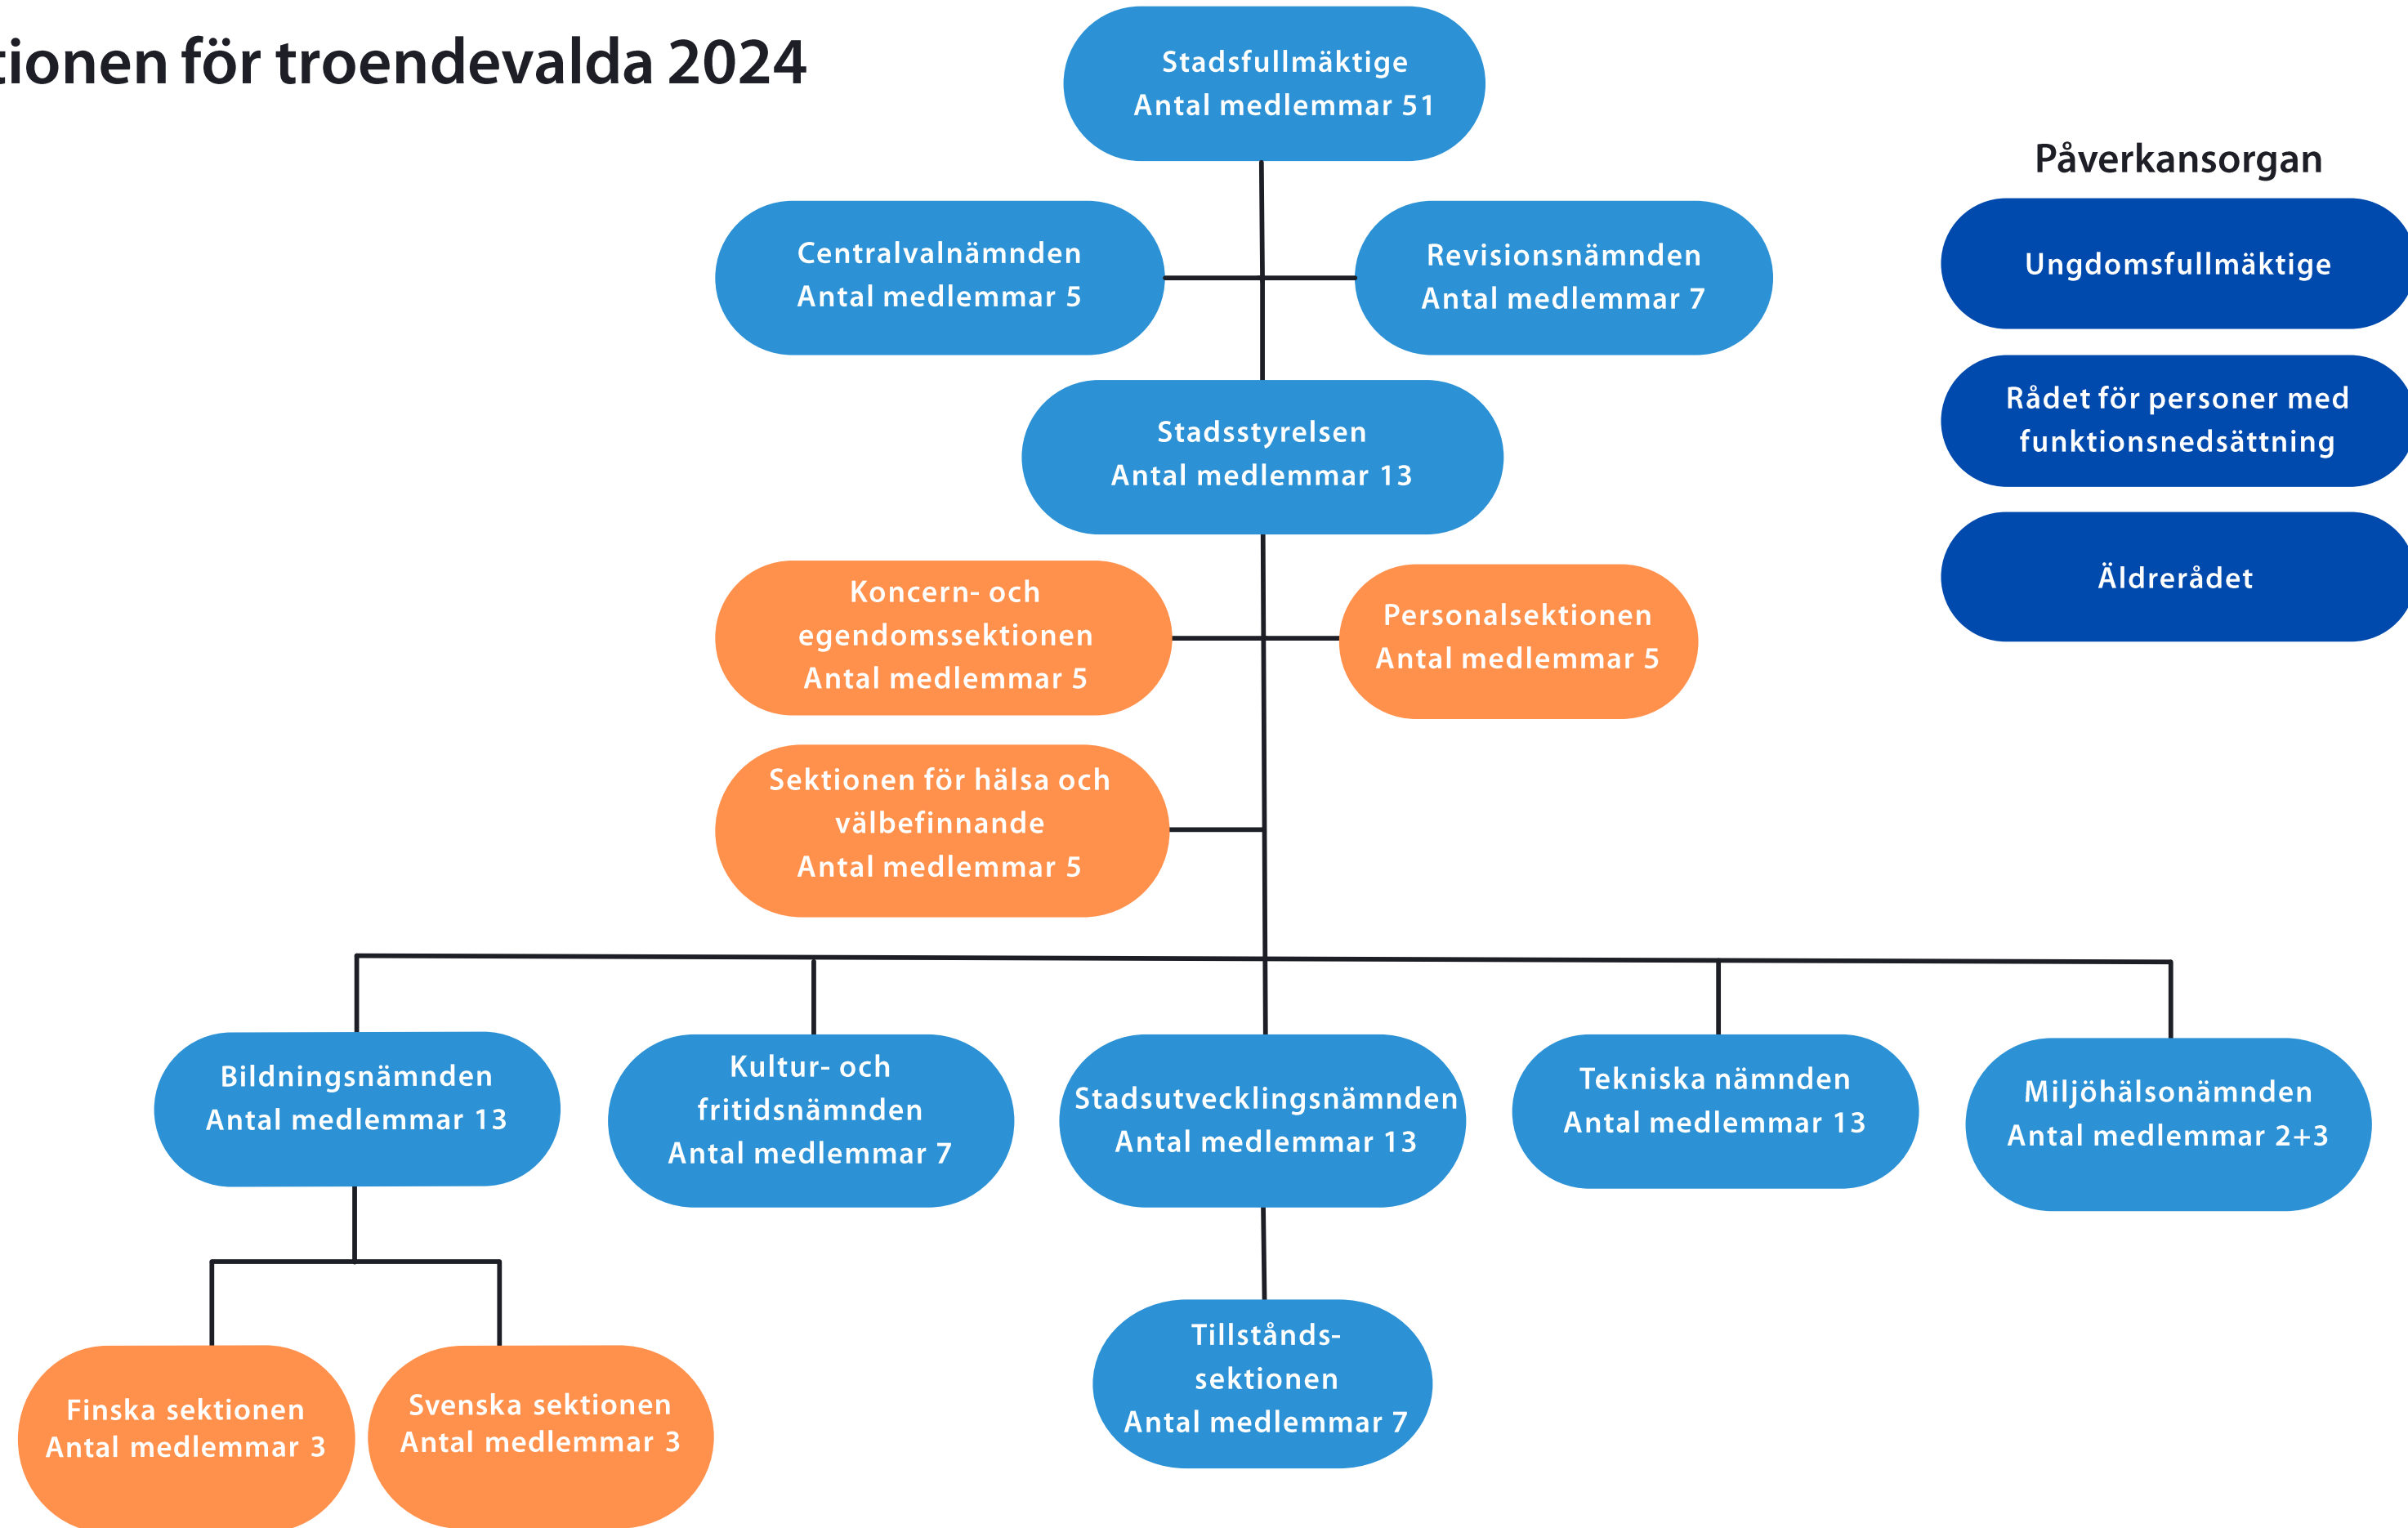 tionen för troendevalda 2024
Stadsfullmäktige
Antal medlemmar 51
Påverkansorgan
Centralvalnämnden
Antal medlemmar 5
Revisionsnämnden
Antal medlemmar 7
Ungdomsfullmäktige
Stadsstyrelsen
Antal medlemmar 13
Rådet för personer med
funktionsnedsättning
Koncern- och
egendomssektionen
Antal medlemmar 5
Personalsektionen
Antal medlemmar 5
Äldrerådet
Sektionen för hälsa och
välbefinnande
Antal medlemmar 5
Bildningsnämnden
Antal medlemmar 13
Kultur- och
fritidsnämnden
Antal medlemmar 7
Stadsutvecklingsnämnden
Antal medlemmar 13
Tekniska nämnden
Antal medlemmar 13
Miljöhälsonämnden
Antal medlemmar 2+3
Finska sektionen
Antal medlemmar 3
Svenska sektionen
Antal medlemmar 3
Tillstånds-
sektionen
Antal medlemmar 7